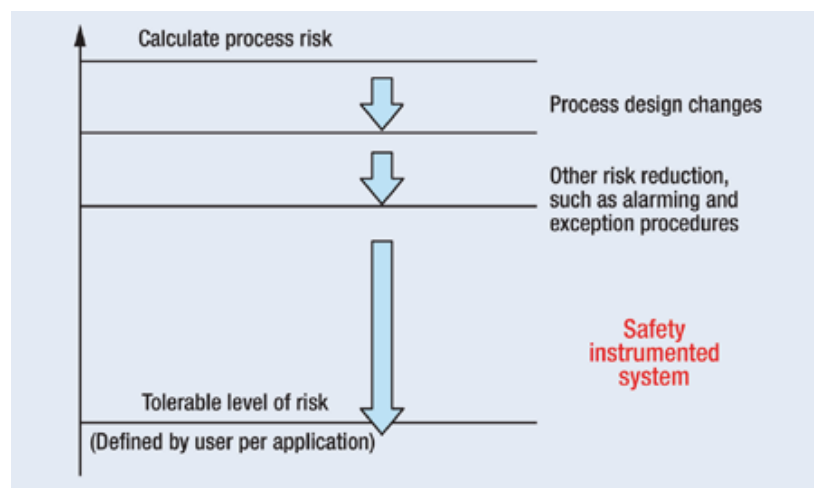 Calculate process risk
Process design changes
Other risk reduction,
such as alarming and
exception procedures
Safety
instrumented
system
Tolerable level of risk
(Defined by user per application)